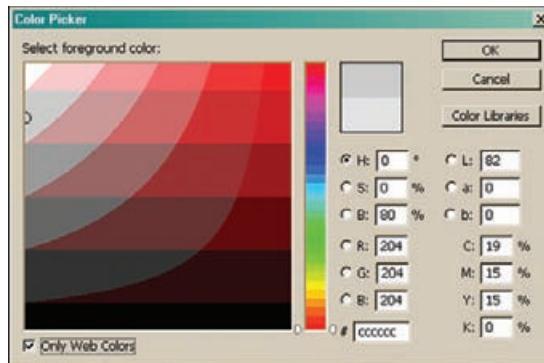 Color Picker
Select foreground color:
OK
Cancel
Color Libraries
H: 0 °
S: 0 %
B: 80 %
R: 204
G: 204
B: 204
# cccccc
L: 82
a: 0
b: 0
C: 19 %
M: 15 %
Y: 15 %
K: 0 %
Only Web Colors